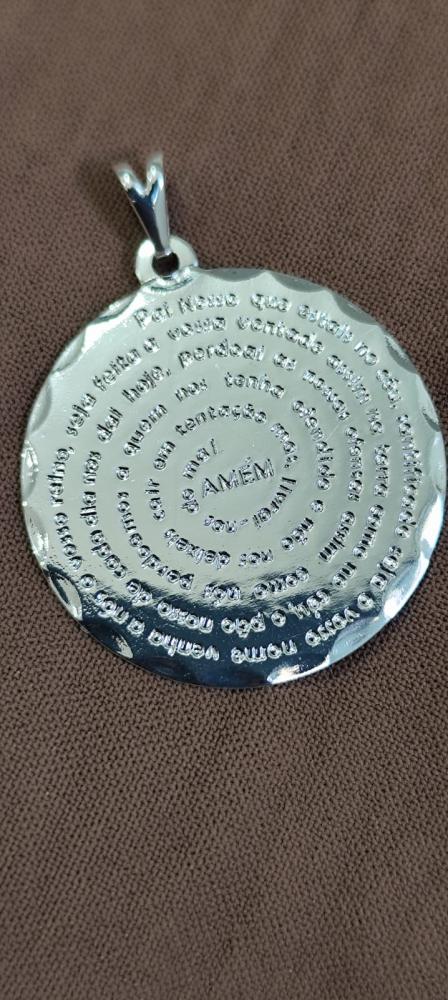 Pai Nosso que estais no céu, santificado seja o vosso nome venha a nos o vosso reino, seja feita
a vossa vontade assim na terra como no céu, o pão nosso de cada dia nos dai hoje,
Perdoai as nossas ofensas assim como nós perdoamos a quem
nos tenha ofendido e não nos deixeis cair em tentação
mas, livrai-nos do mal
AMÉM